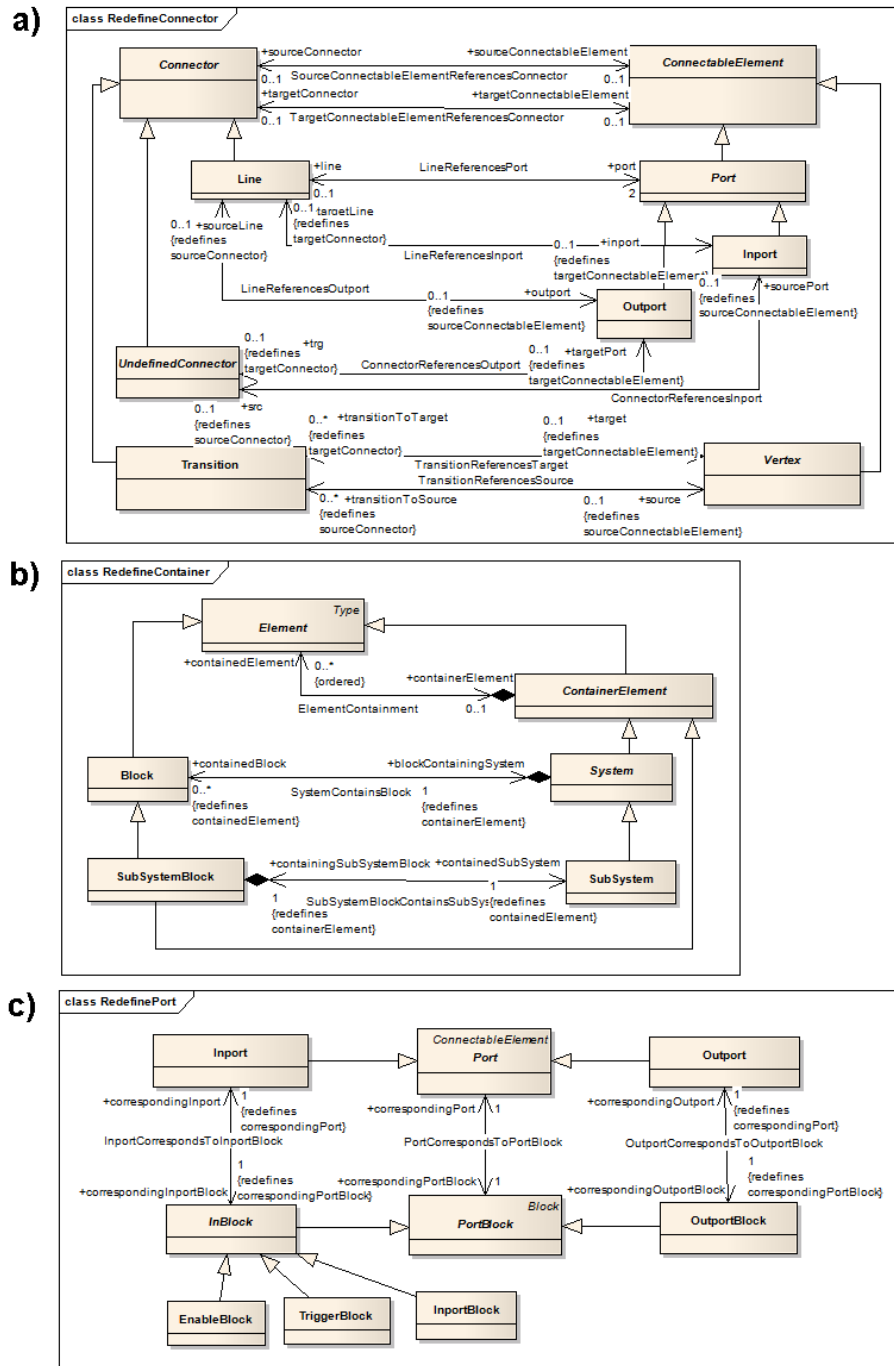 a)
class RedefineConnector
Connector
+sourceConnector
+sourceConnectableElement
ConnectableElement
0..1
SourceConnectableElementReferencesConnector
0..1
+targetConnector
+targetConnectableElement
0..1
TargetConnectableElementReferencesConnector
0..1
Line
+line
LineReferencesPort
+port
Port
0..1
2
0..1
+sourceLine
{redefines
sourceConnector}
0..1
+targetLine
{redefines
targetConnector}
LineReferencesInport
0..1
+inport
{redefines
targetConnectableElement}
Inport
LineReferencesOutport
0..1
+outport
{redefines
sourceConnectableElement}
Outport
0..1
+sourcePort
{redefines
sourceConnectableElement}
UndefinedConnector
0..1
+trg
{redefines
targetConnector}
ConnectorReferencesOutport
0..1
+targetPort
{redefines
targetConnectableElement}
ConnectorReferencesInport
+src
0..1
{redefines
sourceConnector}
Transition
0..*
+transitionToTarget
{redefines
targetConnector}
0..1
+target
{redefines
targetConnectableElement}
TransitionReferencesTarget
TransitionReferencesSource
Vertex
0..*
+transitionToSource
{redefines
sourceConnector}
0..1
+source
{redefines
sourceConnectableElement}
b)
class RedefineContainer
Type
Element
+containedElement
0..*
{ordered}
+containerElement
ElementContainment
0..1
ContainerElement
Block
+containedBlock
+blockContainingSystem
System
0..*
{redefines
containedElement}
SystemContainsBlock
1
{redefines
containerElement}
SubSystemBlock
+containingSubSystemBlock
+containedSubSystem
SubSystem
1
{redefines
containerElement}
SubSystemBlockContainsSubSys
1
{redefines
containedElement}
c)
class RedefinePort
Inport
ConnectableElement
Port
Outport
+correspondingInport
1
{redefines
correspondingPort}
+correspondingPort
1
+correspondingOutport
1
{redefines
correspondingPort}
InportCorrespondsToInportBlock
PortCorrespondsToPortBlock
OutportCorrespondsToOutportBlock
1
{redefines
correspondingPortBlock}
+correspondingInportBlock
+correspondingPortBlock
1
1
{redefines
correspondingPortBlock}
+correspondingOutportBlock
InBlock
Block
PortBlock
OutportBlock
EnableBlock
TriggerBlock
InportBlock